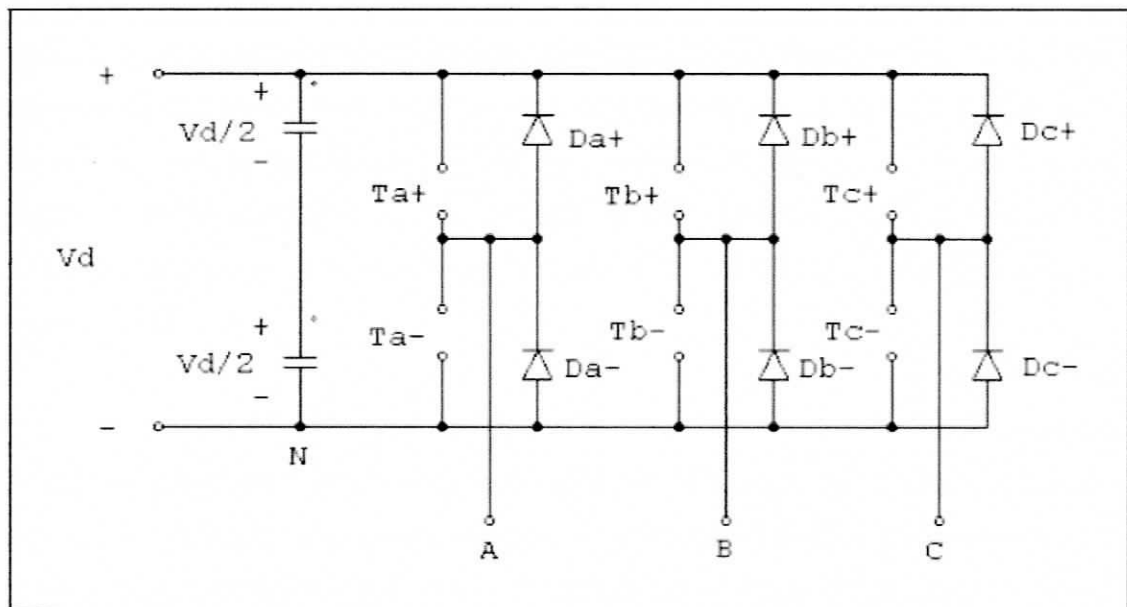 +
+
Vd/2
-
Da+
Db+
Dc+
Ta+
Tb+
Tc+
Vd
+
Vd/2
-
Ta-
Tb-
Tc-
Da-
Db-
Dc-
-
N
A
B
C